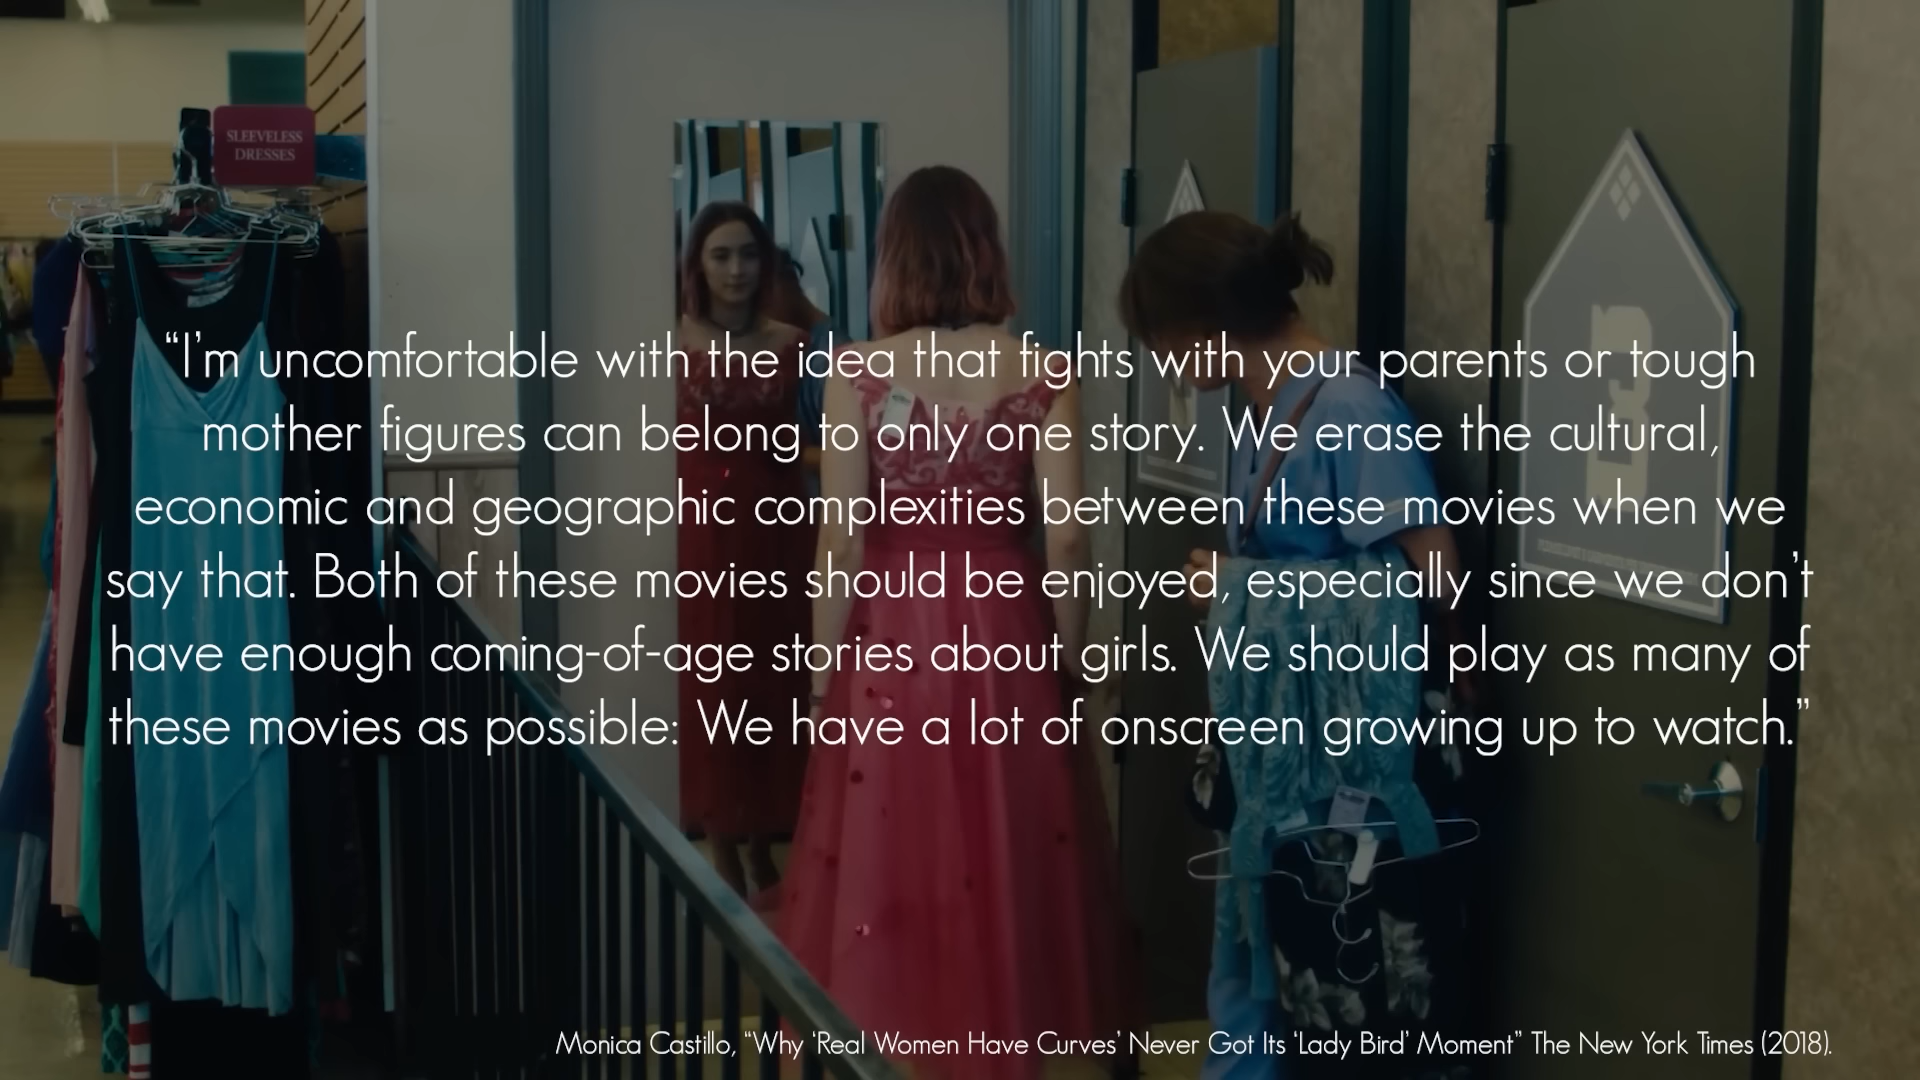 SLEEVELESS
DRESSES
“I’m uncomfortable with the idea that fights with your parents or tough
mother figures can belong to only one story. We erase the cultural,
economic and geographic complexities between these movies when we
say that. Both of these movies should be enjoyed, especially since we don’t
have enough coming-of-age stories about girls. We should play as many of
these movies as possible: We have a lot of onscreen growing up to watch.”
Monica Castillo, “Why ‘Real Women Have Curves’ Never Got Its ‘Lady Bird’ Moment” The New York Times (2018).